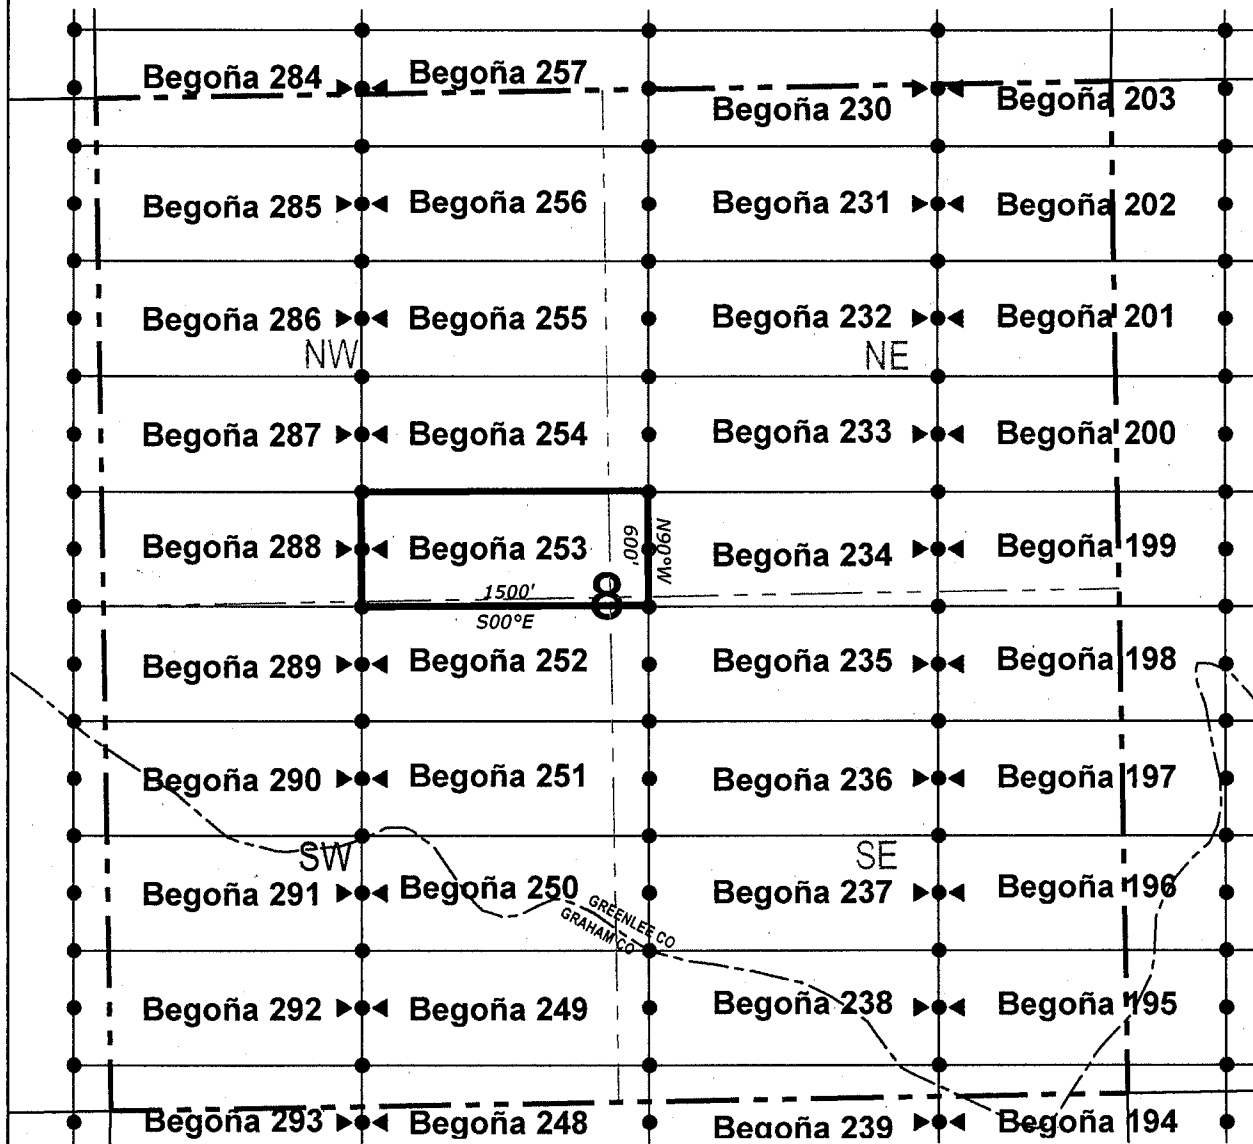 Begoña 284
Begoña 257
Begoña 230
Begoña 203
Begoña 285
Begoña 256
Begoña 231
Begoña 202
Begoña 286
Begoña 255
Begoña 232
Begoña 201
NW
NE
Begoña 287
Begoña 254
Begoña 233
Begoña 200
Begoña 288
Begoña 253
600'
N90°W
Begoña 234
Begoña 199
1500'
8
S00°E
Begoña 289
Begoña 252
Begoña 235
Begoña 198
Begoña 290
Begoña 251
Begoña 236
Begoña 197
SW
SE
Begoña 291
Begoña 250
Begoña 237
Begoña 196
GREENLEE CO
GRAHAM CO
Begoña 292
Begoña 249
Begoña 238
Begoña 195
Begoña 293
Begoña 248
Begoña 239
Begoña 194